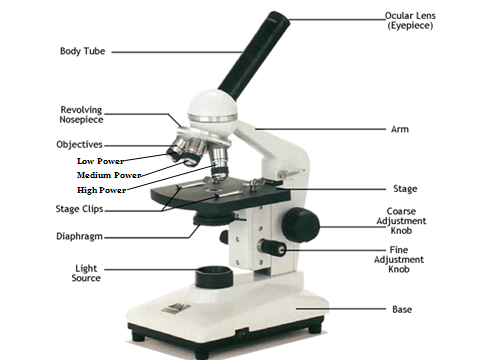 Ocular Lens
(Eyepiece)
Body Tube
Revolving
Nosepiece
Arm
Objectives
Low Power
Medium Power
High Power
Stage
Stage Clips
Coarse
Adjustment
Knob
Diaphragm
Fine
Adjustment
Knob
Light
Source
Base